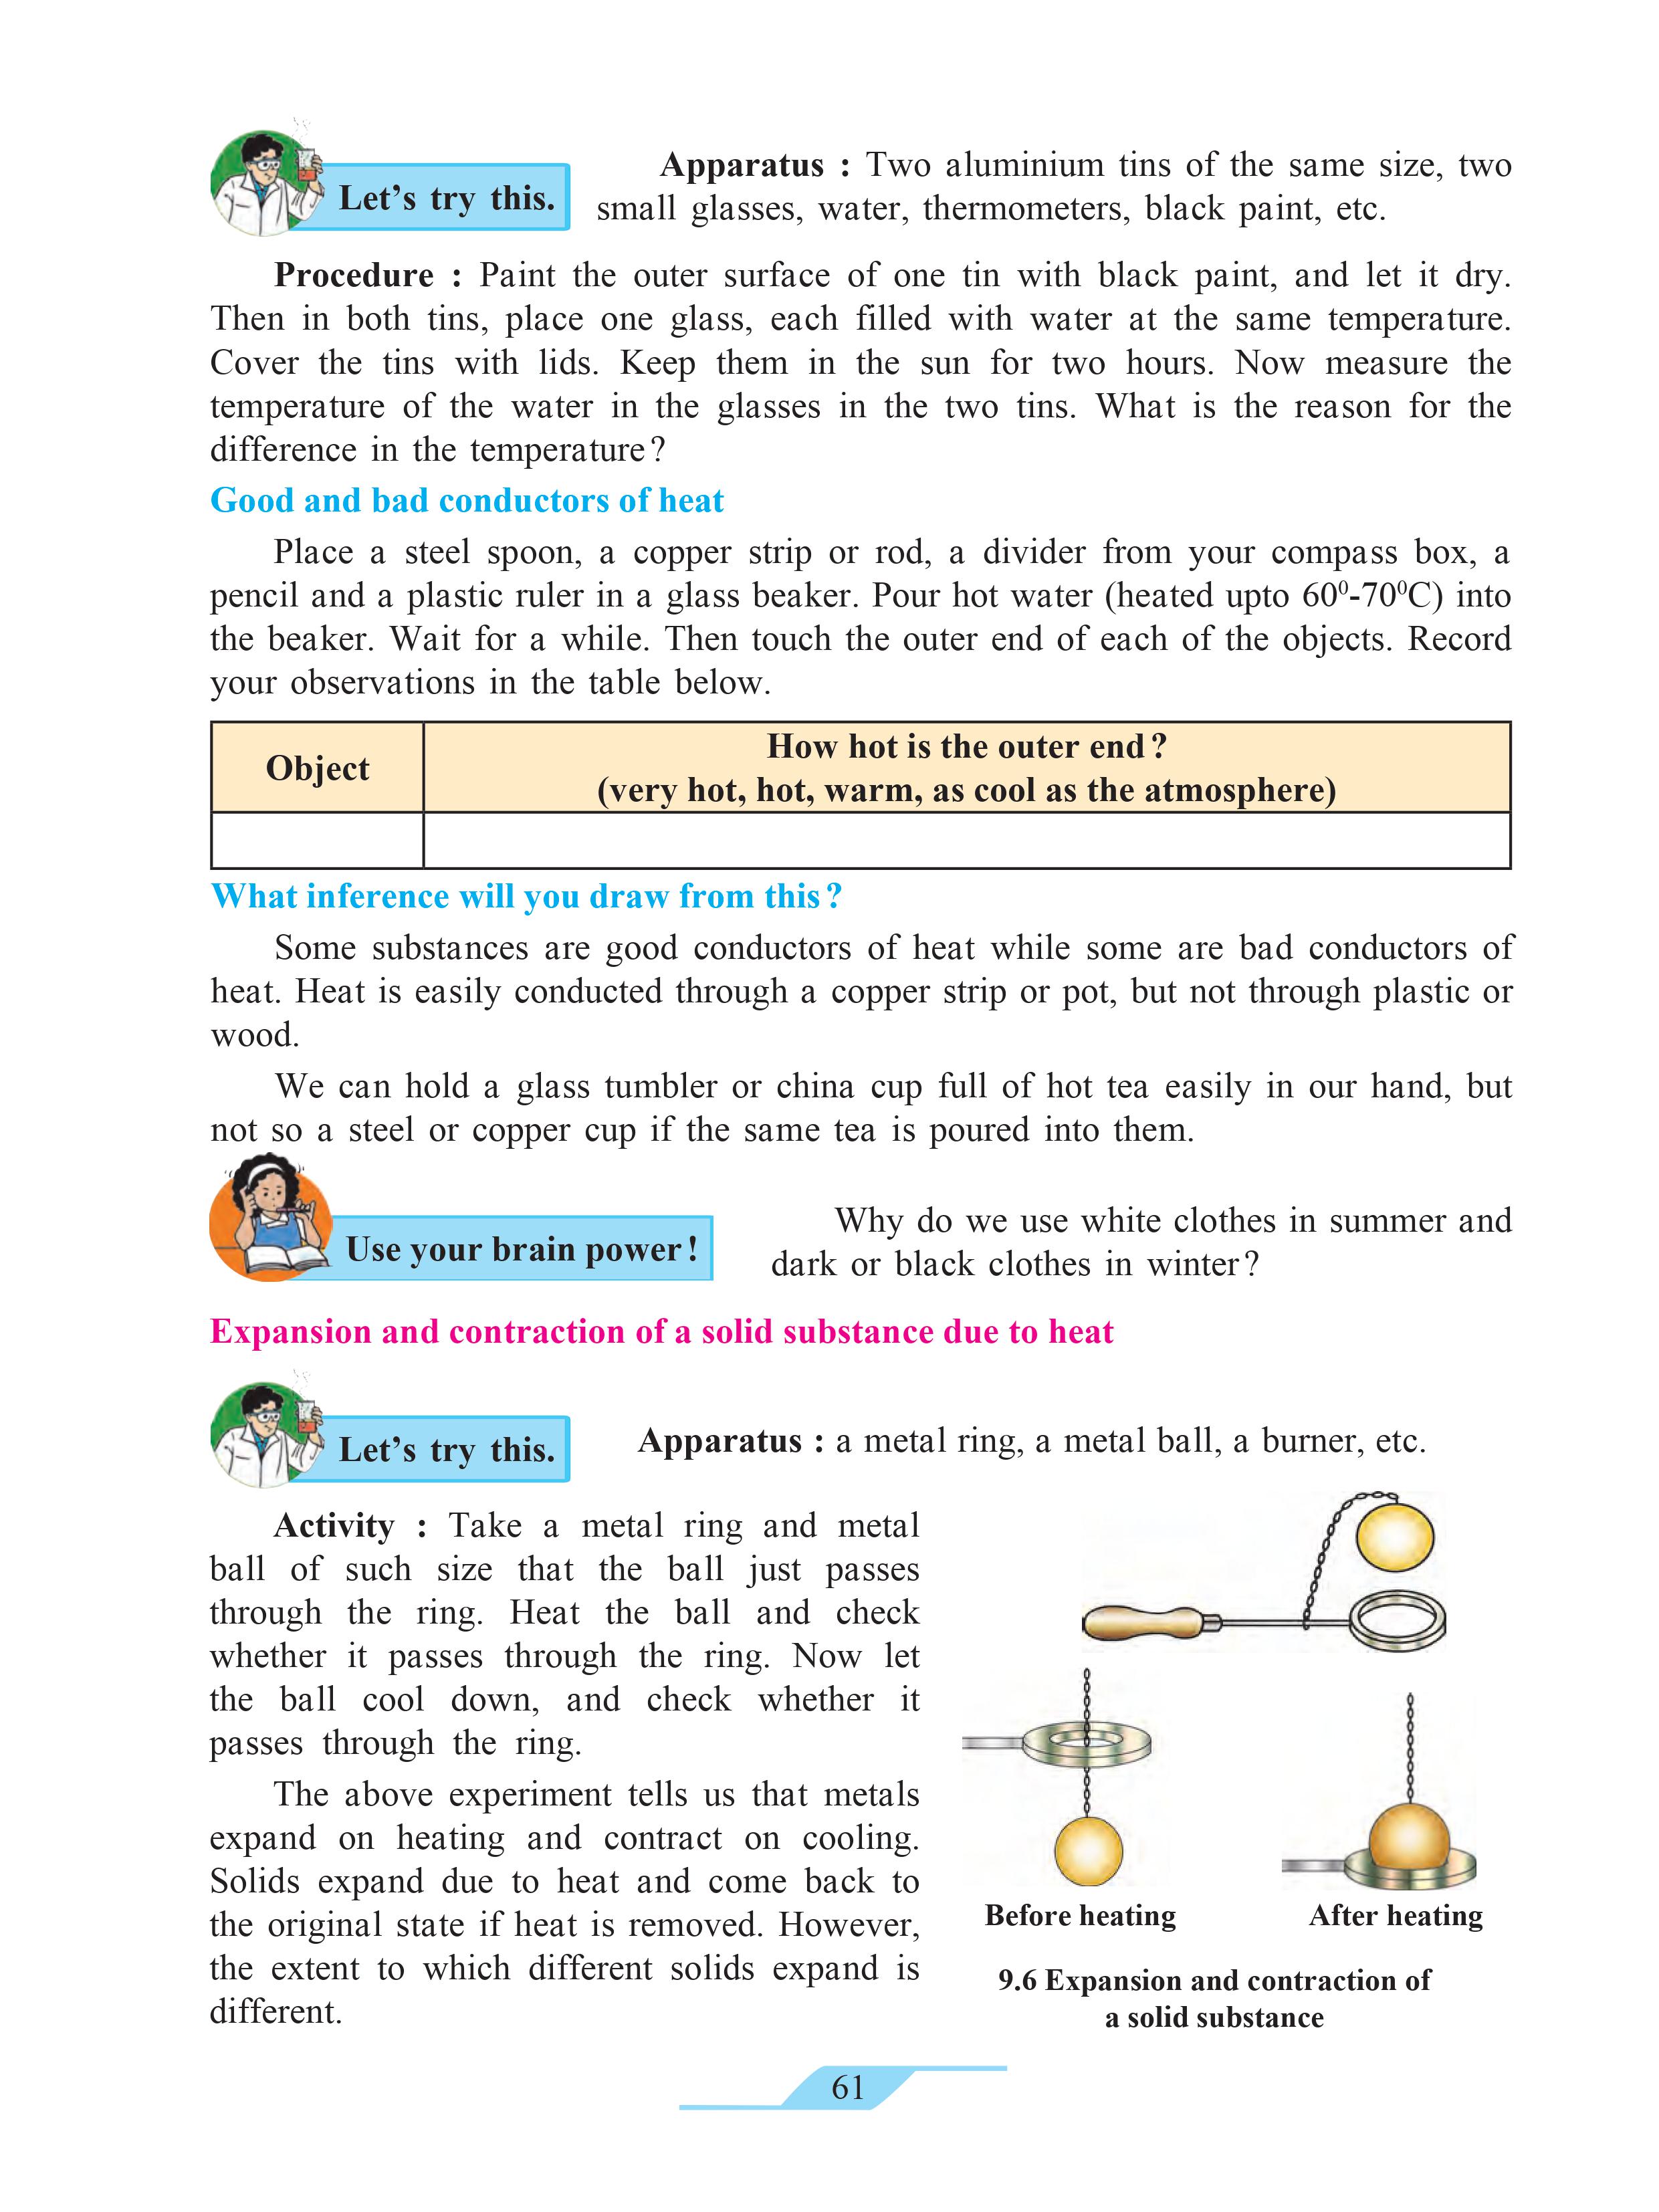 Let’s try this.
Apparatus : Two aluminium tins of the same size, two
small glasses, water, thermometers, black paint, etc.
Procedure : Paint the outer surface of one tin with black paint, and let it dry.
Then in both tins, place one glass, each filled with water at the same temperature.
Cover the tins with lids. Keep them in the sun for two hours. Now measure the
temperature of the water in the glasses in the two tins. What is the reason for the
difference in the temperature?
Good and bad conductors of heat
Place a steel spoon, a copper strip or rod, a divider from your compass box, a
pencil and a plastic ruler in a glass beaker. Pour hot water (heated upto 60⁰-70⁰C) into
the beaker. Wait for a while. Then touch the outer end of each of the objects. Record
your observations in the table below.
Object
How hot is the outer end?
(very hot, hot, warm, as cool as the atmosphere)
What inference will you draw from this?
Some substances are good conductors of heat while some are bad conductors of
heat. Heat is easily conducted through a copper strip or pot, but not through plastic or
wood.
We can hold a glass tumbler or china cup full of hot tea easily in our hand, but
not so a steel or copper cup if the same tea is poured into them.
Use your brain power!
Why do we use white clothes in summer and
dark or black clothes in winter?
Expansion and contraction of a solid substance due to heat
Let’s try this.
Apparatus : a metal ring, a metal ball, a burner, etc.
Activity : Take a metal ring and metal
ball of such size that the ball just passes
through the ring. Heat the ball and check
whether it passes through the ring. Now let
the ball cool down, and check whether it
passes through the ring.
The above experiment tells us that metals
expand on heating and contract on cooling.
Solids expand due to heat and come back to
the original state if heat is removed. However,
the extent to which different solids expand is
different.
Before heating
After heating
9.6 Expansion and contraction of
a solid substance
61